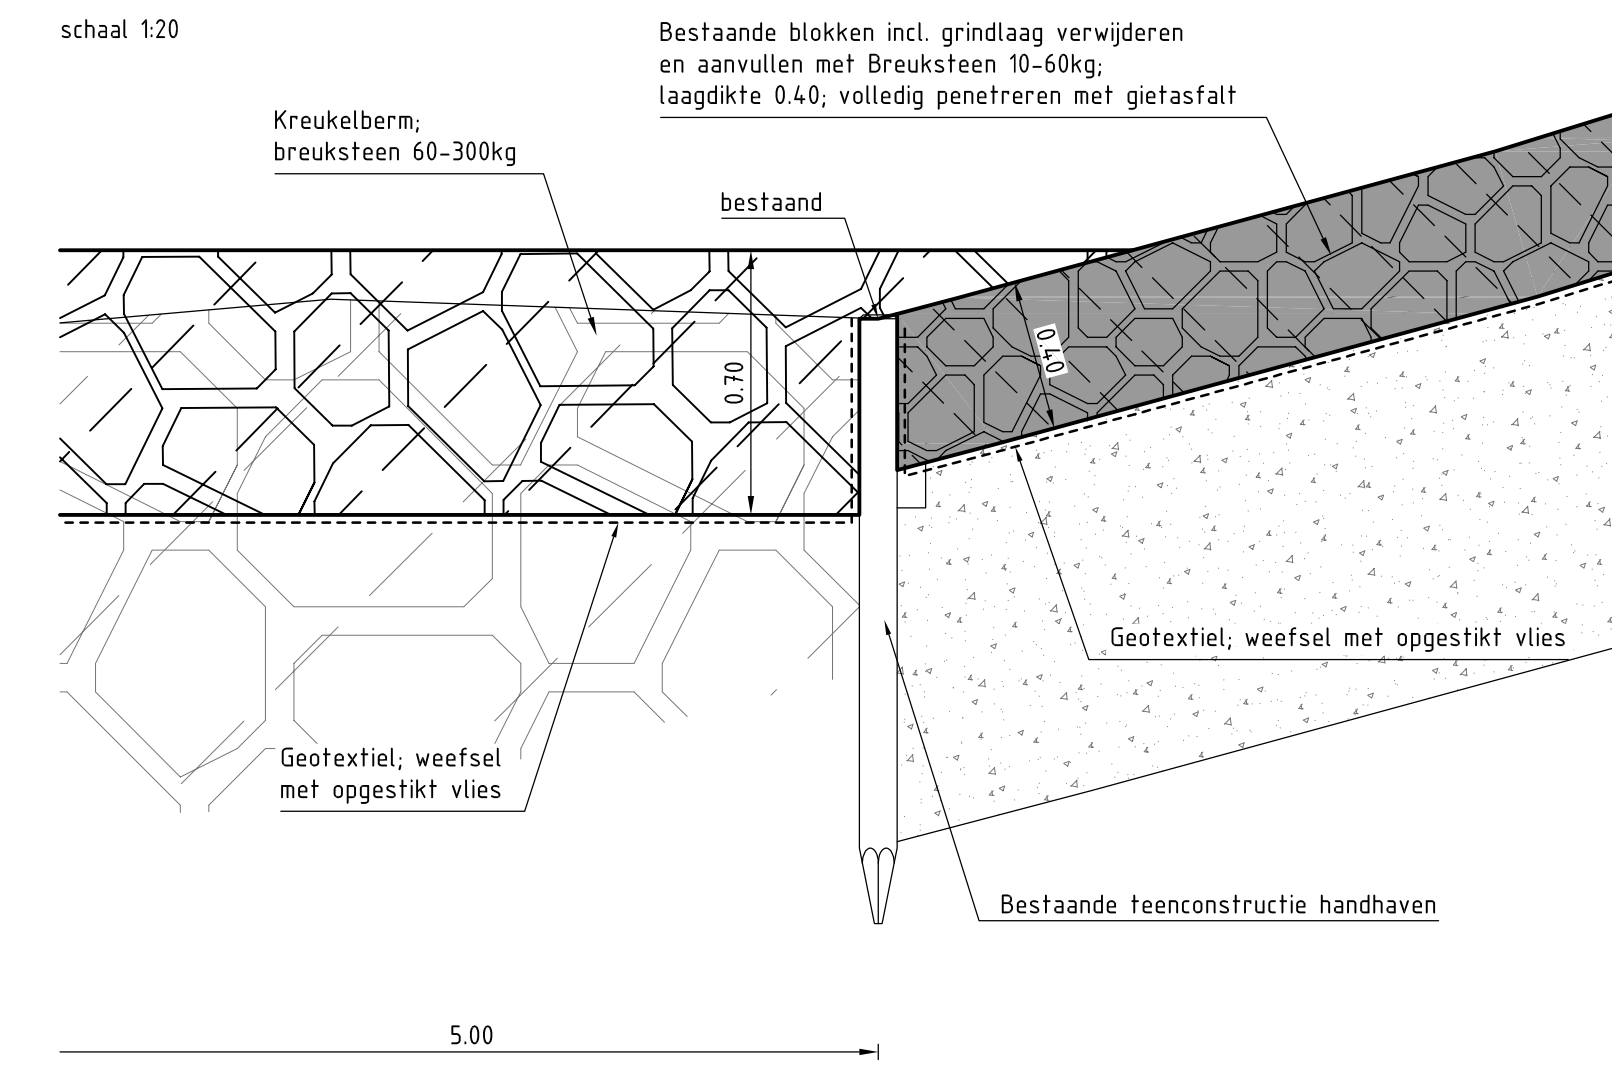 schaal 1:20
Bestaande blokken incl. grindlaag verwijderen
en aanvullen met Breuksteen 10-60kg;
laagdikte 0.40; volledig penetreren met gietasfalt
Kreukelberm;
breuksteen 60-300kg
bestaand
0.40
0.70
Geotextiel; weefsel met opgestikt vlies
Geotextiel; weefsel
met opgestikt vlies
Bestaande teenconstructie handhaven
5.00